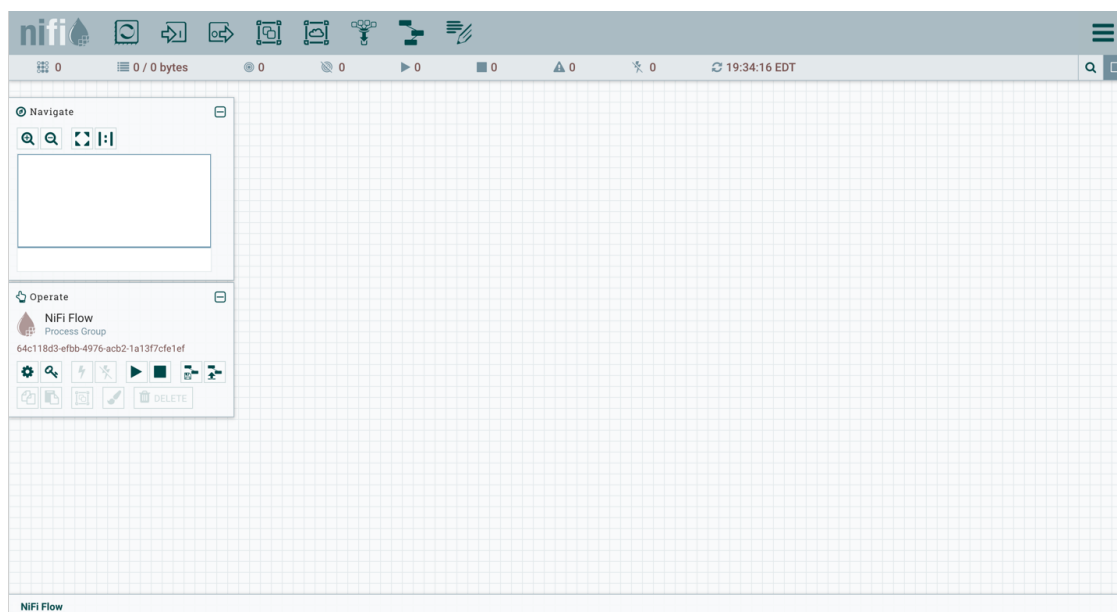 nifi
0 0 / 0 bytes 0 0 0 0 0 0 19:34:16 EDT
Navigate
Operate
NiFi Flow
Process Group
64c118d3-efbb-4976-acb2-1a13f7cfe1ef
DELETE
NiFi Flow